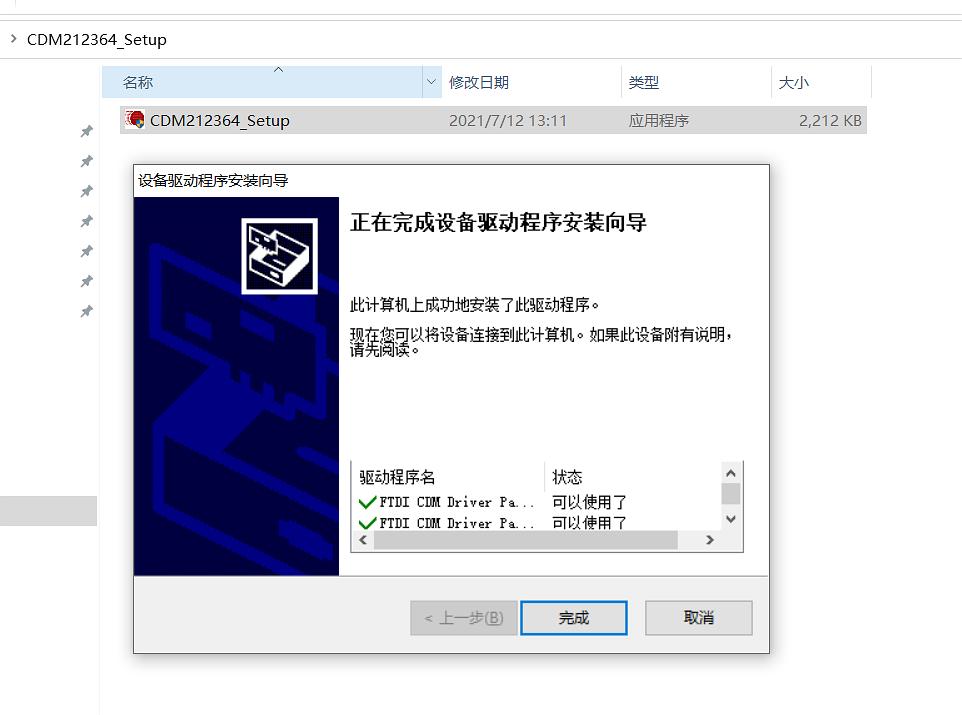 CDM212364_Setup
名称 修改日期 类型 大小
CDM212364_Setup 2021/7/12 13:11 应用程序 2,212 KB
设备驱动程序安装向导
正在完成设备驱动程序安装向导
此计算机上成功地安装了此驱动程序。
现在您可以将设备连接到此计算机。如果此设备附有说明，
请先阅读。
驱动程序名 状态
FTDI CDM Driver Pa... 可以使用了
FTDI CDM Driver Pa... 可以使用了
< 上一步(B) 完成 取消